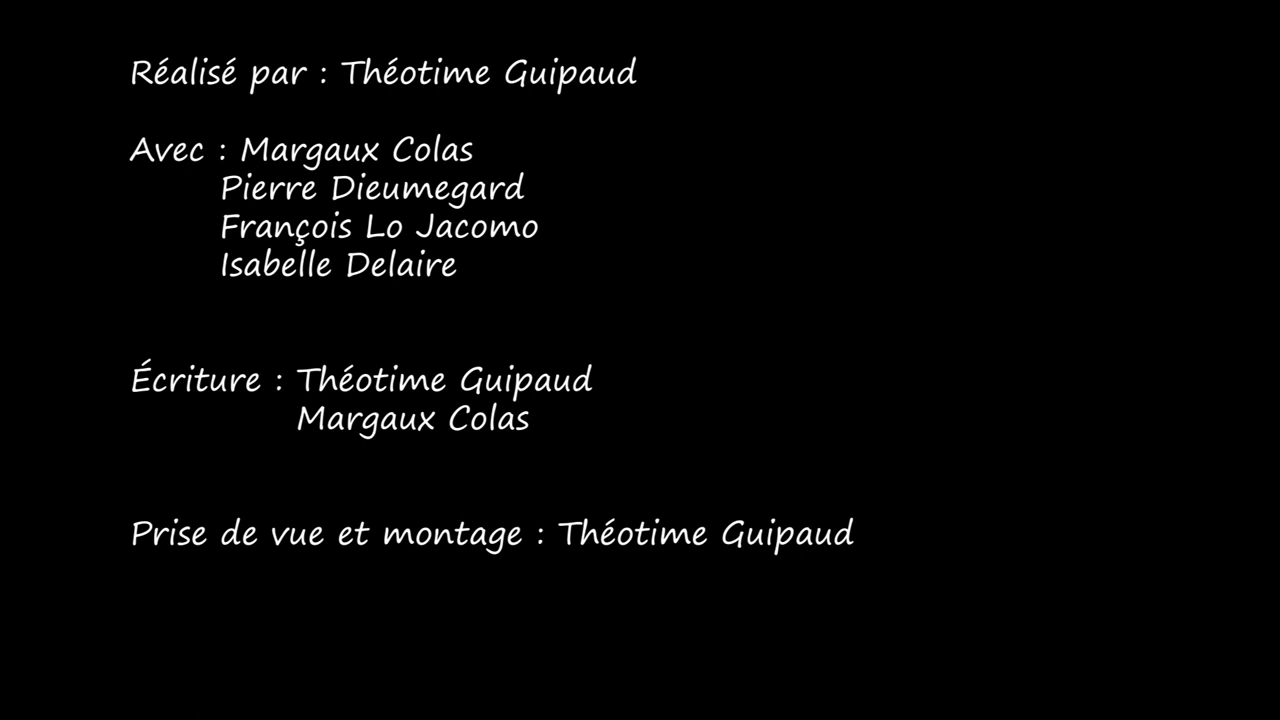 Réalisé par : Théotime Guipaud
Avec : Margaux Colas
Pierre Dieumegard
François Lo Jacomo
Isabelle Delaire
Écriture : Théotime Guipaud
Margaux Colas
Prise de vue et montage : Théotime Guipaud